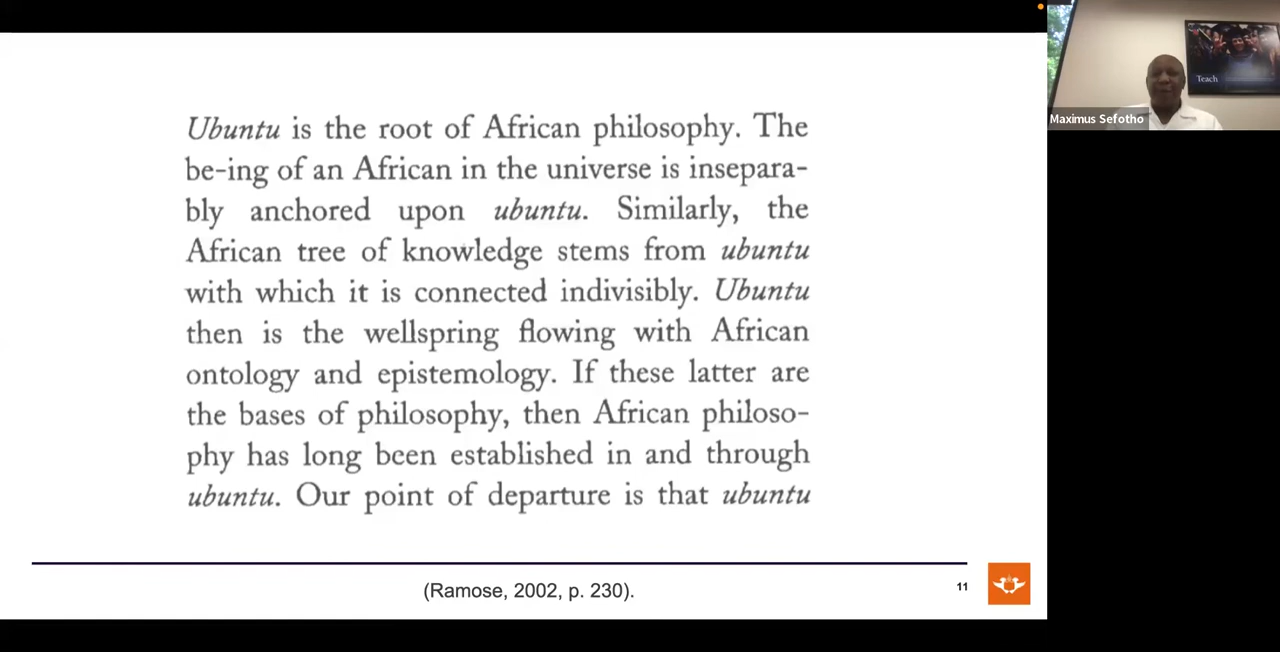 Ubuntu is the root of African philosophy. The
be-ing of an African in the universe is insepara-
bly anchored upon ubuntu. Similarly, the
African tree of knowledge stems from ubuntu
with which it is connected indivisibly. Ubuntu
then is the wellspring flowing with African
ontology and epistemology. If these latter are
the bases of philosophy, then African philoso-
phy has long been established in and through
ubuntu. Our point of departure is that ubuntu
(Ramose, 2002, p. 230).
11
Teach
Maximus Sefotho